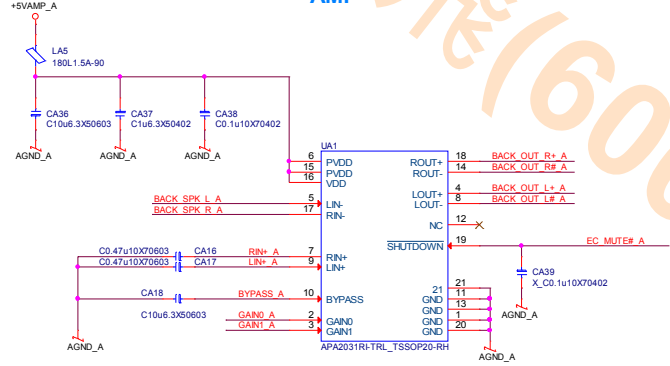 AMP
+5VAMP_A
LA5
180L1.5A-90
CA36
C10u6.3X50603
CA37
C1u6.3X50402
CA38
C0.1u10X70402
AGND_A
AGND_A
AGND_A
UA1
6 PVDD
15 PVDD
16 VDD
BACK_SPK_L_A 5 LIN-
BACK_SPK_R_A 17 RIN-
C0.47u10X70603 CA16 RIN+_A 7 RIN+
C0.47u10X70603 CA17 LIN+_A 9 LIN+
CA18 BYPASS_A 10 BYPASS
C10u6.3X50603
GAIN0_A 2 GAIN0
GAIN1_A 3 GAIN1
AGND_A
ROUT+ 18 BACK_OUT_R+_A
ROUT- 14 BACK_OUT_R#_A
LOUT+ 4 BACK_OUT_L+_A
LOUT- 8 BACK_OUT_L#_A
NC 12
SHUTDOWN 19 EC_MUTE#_A
CA39
X_C0.1u10X70402
AGND_A
21 21
GND 11
GND 13
GND 1
GND 20
AGND_A
APA2031RI-TRL_TSSOP20-RH
(600